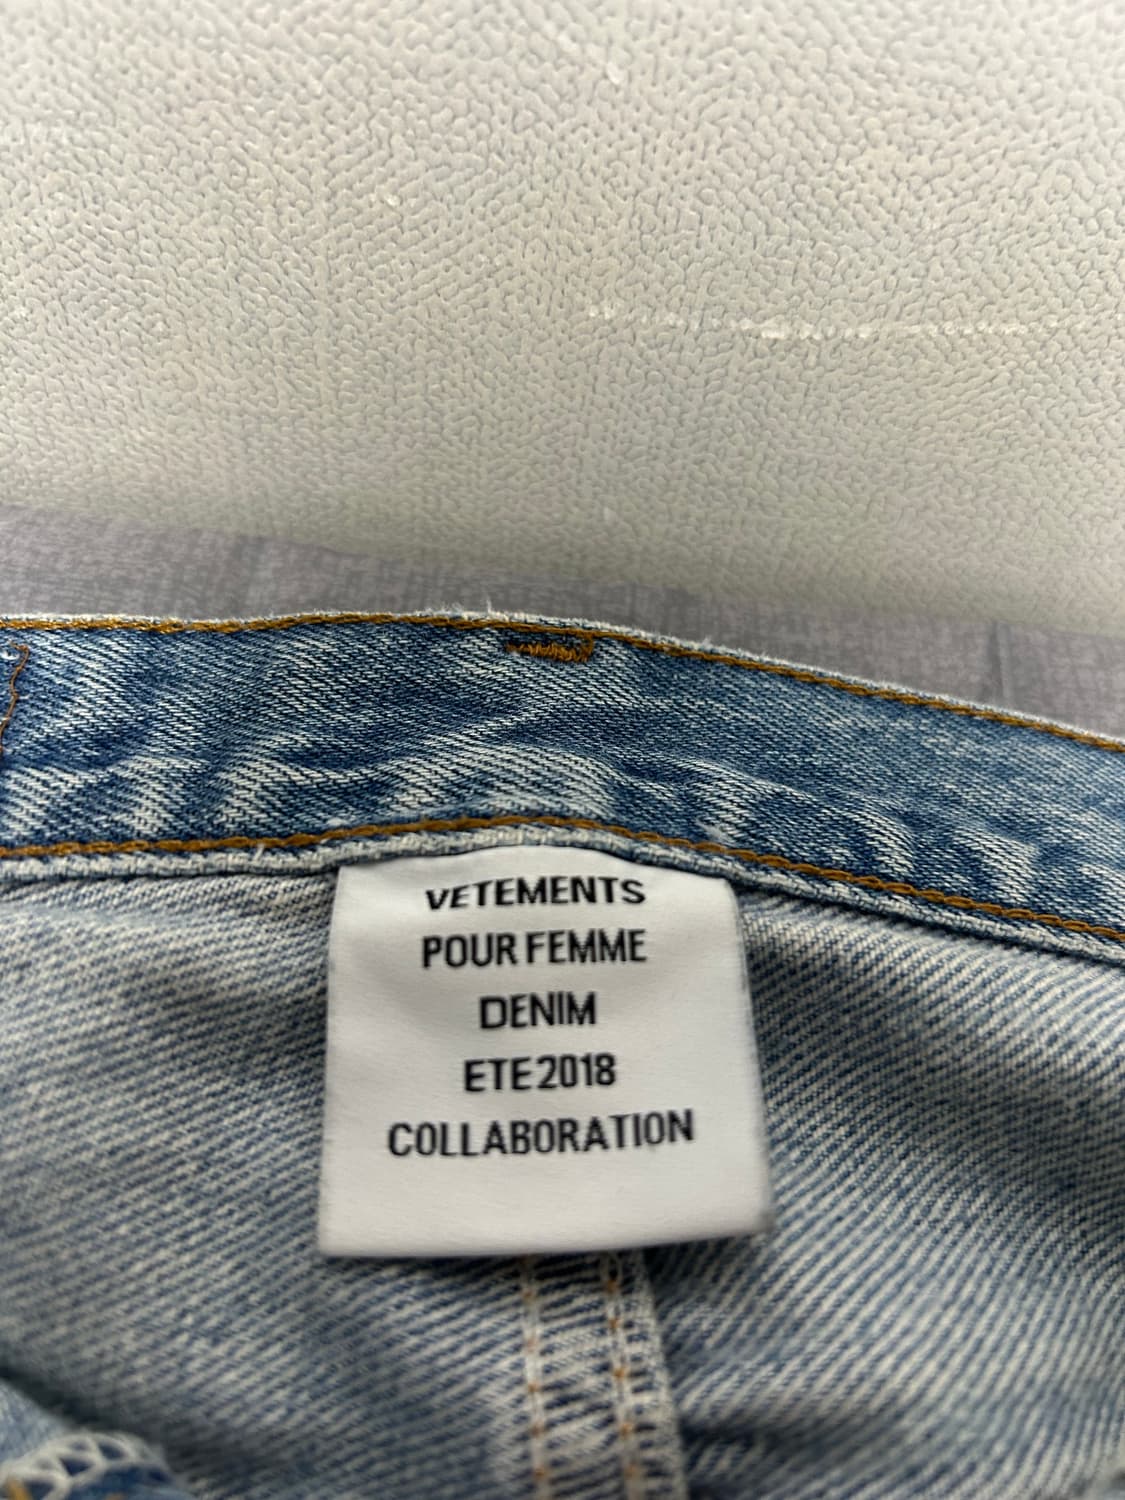 VETEMENTS
POUR FEMME
DENIM
ETE 2018
COLLABORATION